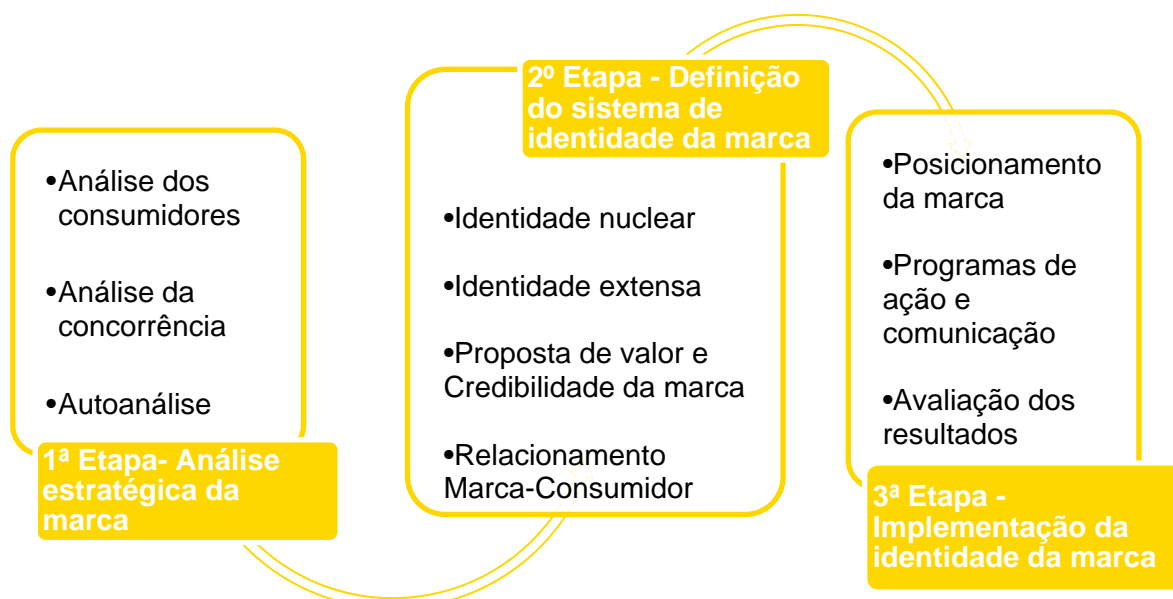 •Análise dos
consumidores
•Análise da
concorrência
•Autoanálise
1ª Etapa- Análise
estratégica da
marca
2º Etapa - Definição
do sistema de
identidade da marca
•Identidade nuclear
•Identidade extensa
•Proposta de valor e
Credibilidade da marca
•Relacionamento
Marca-Consumidor
•Posicionamento
da marca
•Programas de
ação e
comunicação
•Avaliação dos
resultados
3ª Etapa -
Implementação da
identidade da marca